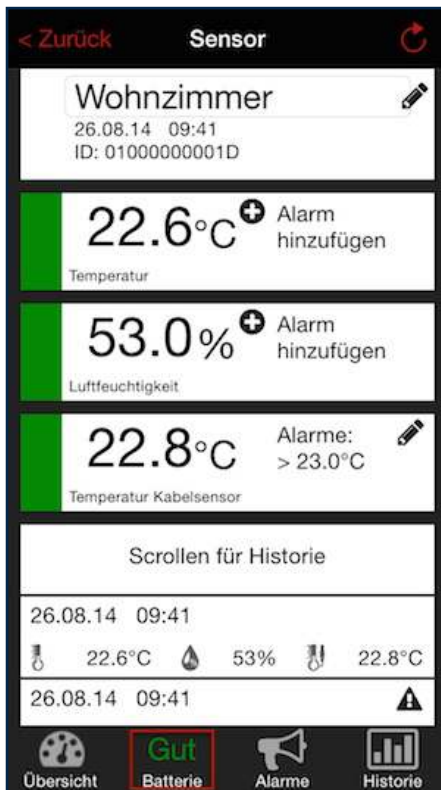 < Zurück Sensor
Wohnzimmer
26.08.14 09:41
ID: 01000000001D
22.6°C Alarm
hinzufügen
Temperatur
53.0% Alarm
hinzufügen
Luftfeuchtigkeit
22.8°C Alarme:
> 23.0°C
Temperatur Kabelsensor
Scrollen für Historie
26.08.14 09:41
22.6°C 53% 22.8°C
26.08.14 09:41
Gut
Übersicht Batterie Alarme Historie